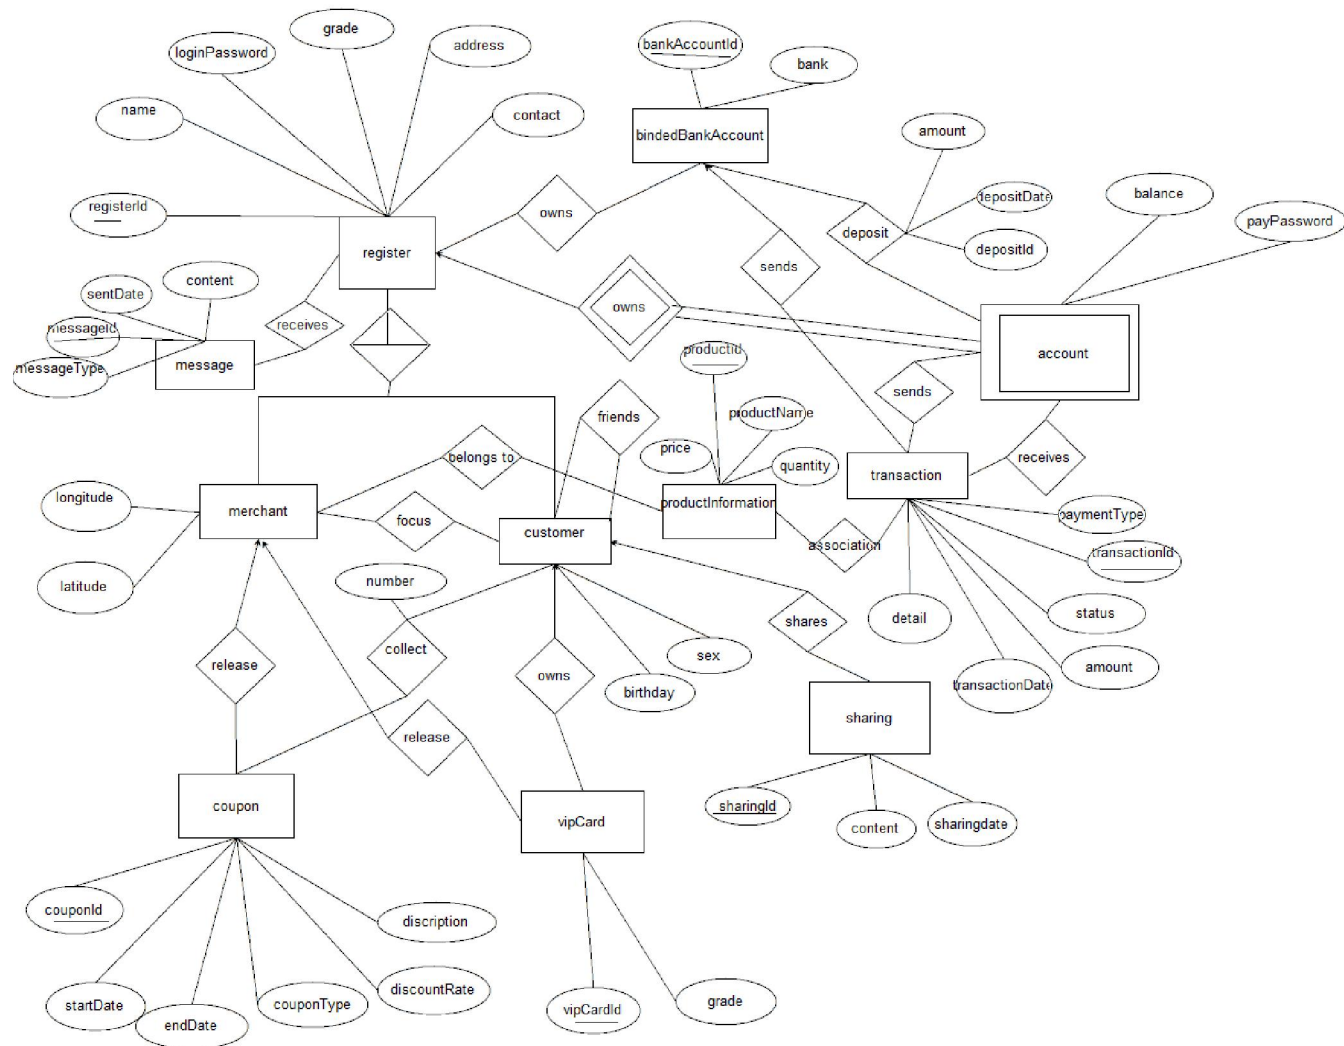 grade
bankAccountId
loginPassword
address
bank
name
contact
bindedBankAccount
amount
registerId
owns
depositDate
balance
payPassword
register
deposit
depositId
content
sends
sentDate
receives
owns
messageId
message
messageType
productId
account
sends
friends
productName
belongs to
price
quantity
transaction
receives
longitude
merchant
focus
customer
productInformation
paymentType
association
transactionId
latitude
number
detail
status
shares
release
collect
owns
sex
birthday
transactionDate
amount
release
sharing
coupon
vipCard
sharingId
content
sharingdate
couponId
discription
startDate
endDate
couponType
discountRate
vipCardId
grade